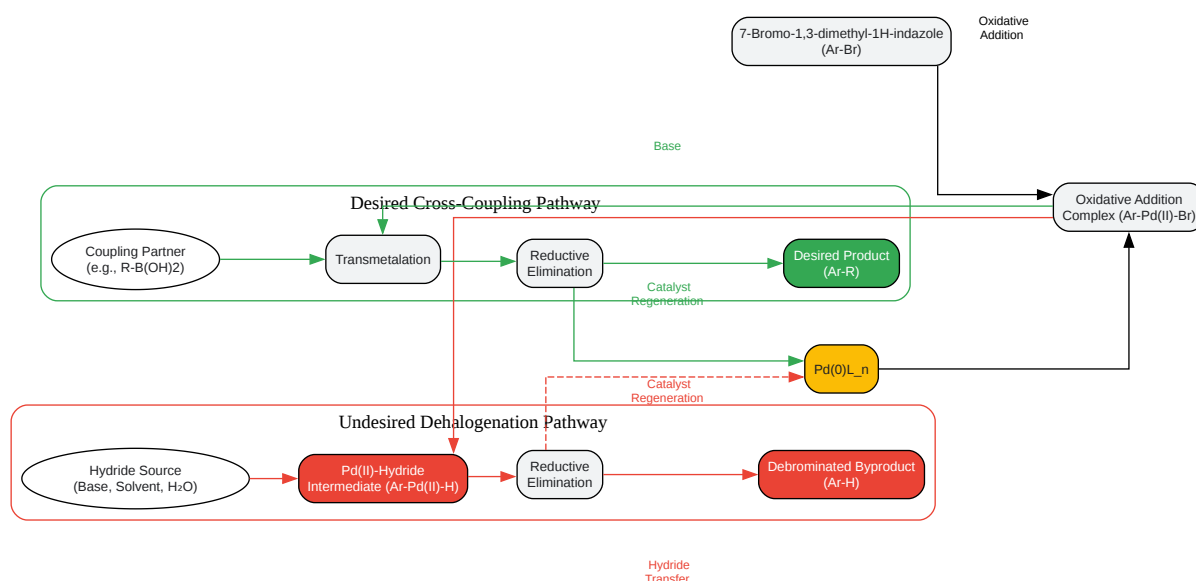 Oxidative
Addition
7-Bromo-1,3-dimethyl-1H-indazole
(Ar-Br)
Base
Desired Cross-Coupling Pathway
Oxidative Addition
Complex (Ar-Pd(II)-Br)
Coupling Partner
(e.g., R-B(OH)2)
Transmetalation
Reductive
Elimination
Desired Product
(Ar-R)
Catalyst
Regeneration
Pd(0)L_n
Catalyst
Regeneration
Undesired Dehalogenation Pathway
Hydride Source
(Base, Solvent, H₂O)
Pd(II)-Hydride
Intermediate (Ar-Pd(II)-H)
Reductive
Elimination
Debrominated Byproduct
(Ar-H)
Hydride
Transfer